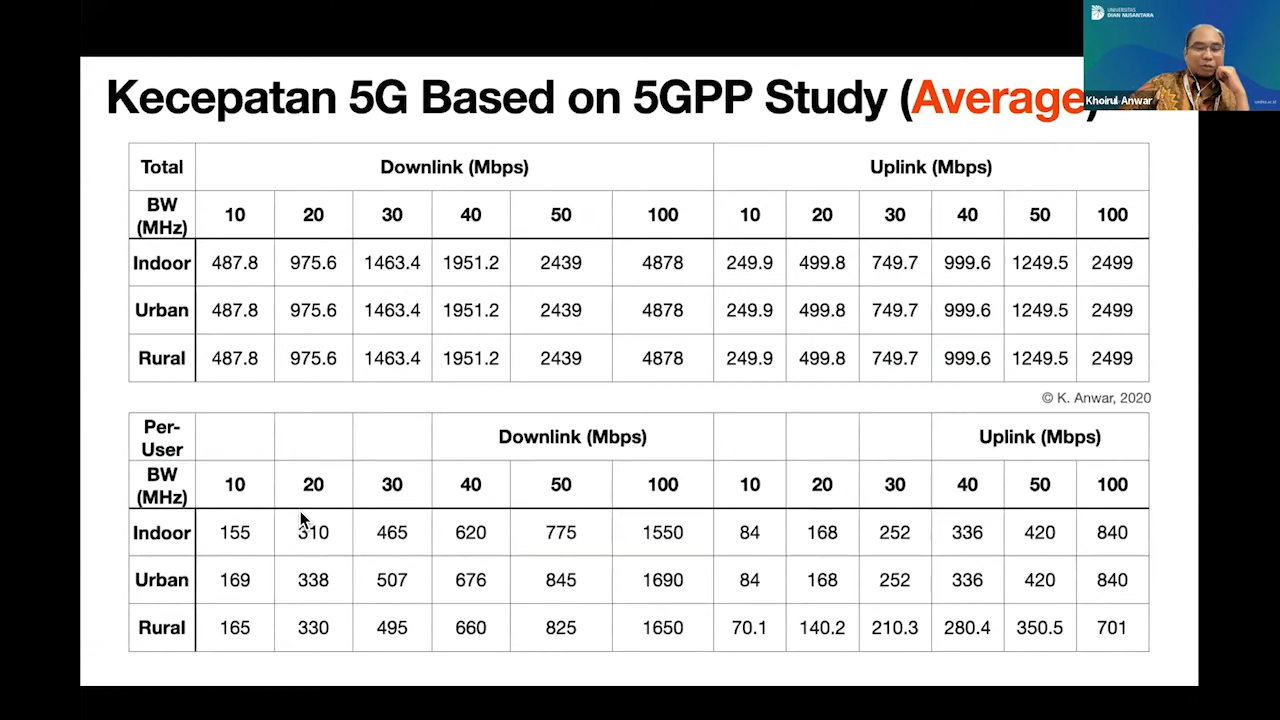 UNIVERSITAS
DIAN NUSANTARA
Khoirul Anwar
Kecepatan 5G Based on 5GPP Study (Average)
Total Downlink (Mbps) Uplink (Mbps)
BW (MHz) 10 20 30 40 50 100 10 20 30 40 50 100
Indoor 487.8 975.6 1463.4 1951.2 2439 4878 249.9 499.8 749.7 999.6 1249.5 2499
Urban 487.8 975.6 1463.4 1951.2 2439 4878 249.9 499.8 749.7 999.6 1249.5 2499
Rural 487.8 975.6 1463.4 1951.2 2439 4878 249.9 499.8 749.7 999.6 1249.5 2499
© K. Anwar, 2020
Per-User Downlink (Mbps) Uplink (Mbps)
BW (MHz) 10 20 30 40 50 100 10 20 30 40 50 100
Indoor 155 310 465 620 775 1550 84 168 252 336 420 840
Urban 169 338 507 676 845 1690 84 168 252 336 420 840
Rural 165 330 495 660 825 1650 70.1 140.2 210.3 280.4 350.5 701